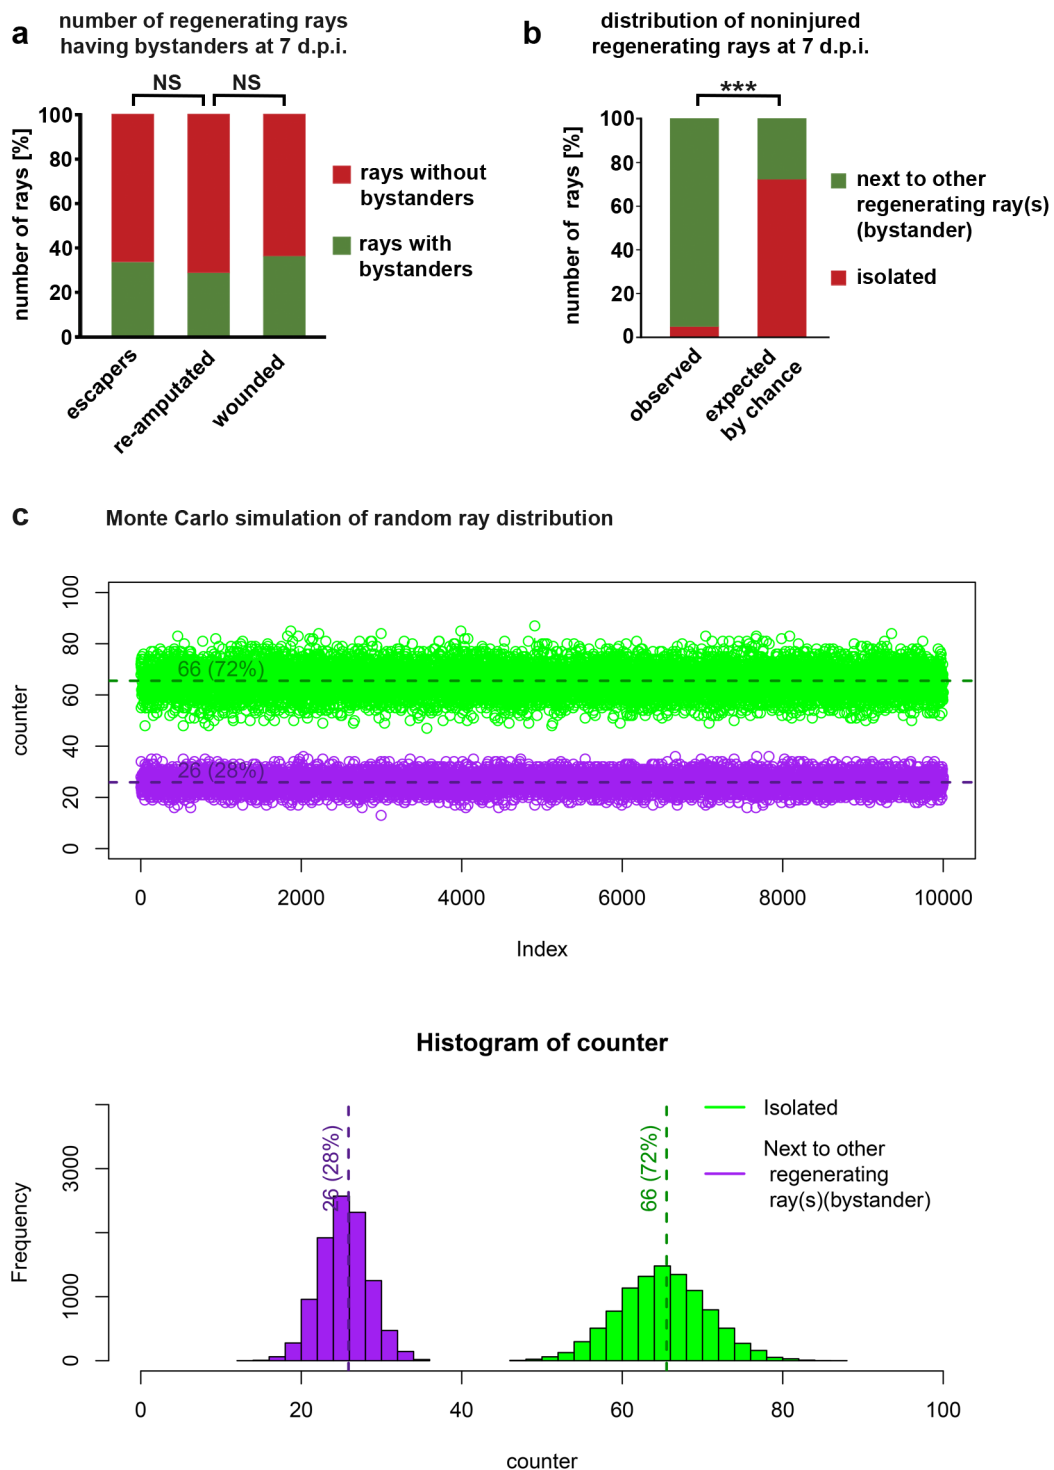 a
number of regenerating rays
having bystanders at 7 d.p.i.
NS
NS
number of rays [%]
100
80
60
40
20
0
escapers
re-amputated
wounded
rays without
bystanders
rays with
bystanders
b
distribution of noninjured
regenerating rays at 7 d.p.i.
***
number of rays [%]
100
80
60
40
20
0
observed
expected
by chance
next to other
regenerating ray(s)
(bystander)
isolated
c
Monte Carlo simulation of random ray distribution
counter
100
80
60
40
20
0
66 (72%)
26 (28%)
0
2000
4000
6000
8000
10000
Index
Histogram of counter
Frequency
3000
1000
0
26 (28%)
66 (72%)
Isolated
Next to other
regenerating
ray(s)(bystander)
0
20
40
60
80
100
counter